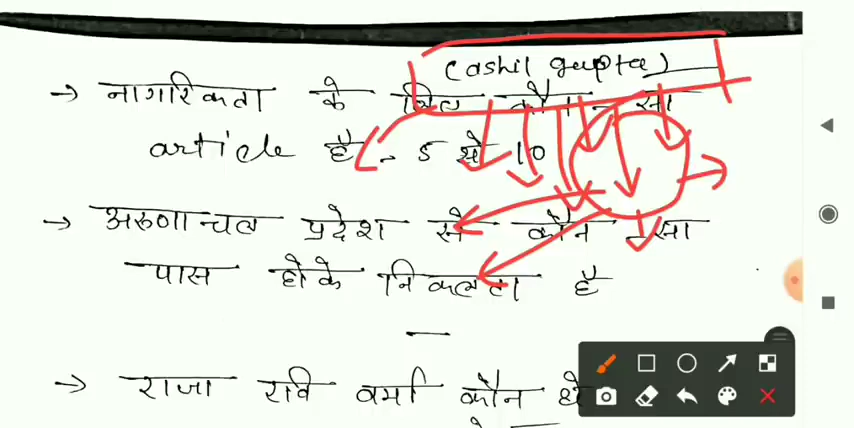 (ashil gupta)
→ नागरिकता के लिए कौन - सा
article है - 5 से 10
→ अरुणान्चल प्रदेश से कौन - सा
पास होके निकलता है
→ राजा रवि वर्मा कौन थे